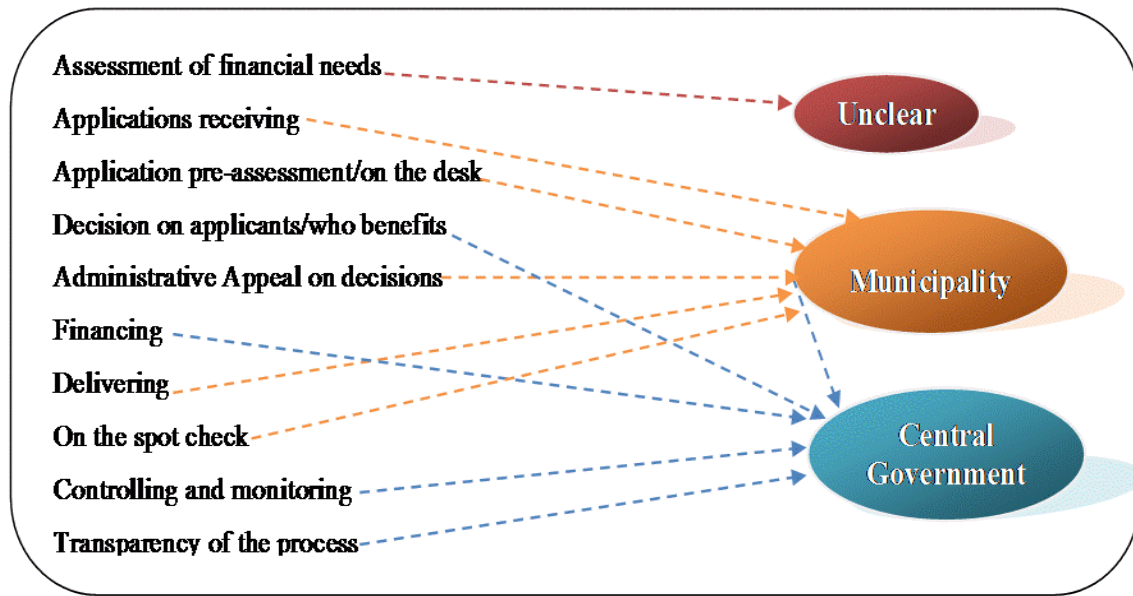 Assessment of financial needs
Applications receiving
Application pre-assessment/on the desk
Decision on applicants/who benefits
Administrative Appeal on decisions
Financing
Delivering
On the spot check
Controlling and monitoring
Transparency of the process
Unclear
Municipality
Central
Government